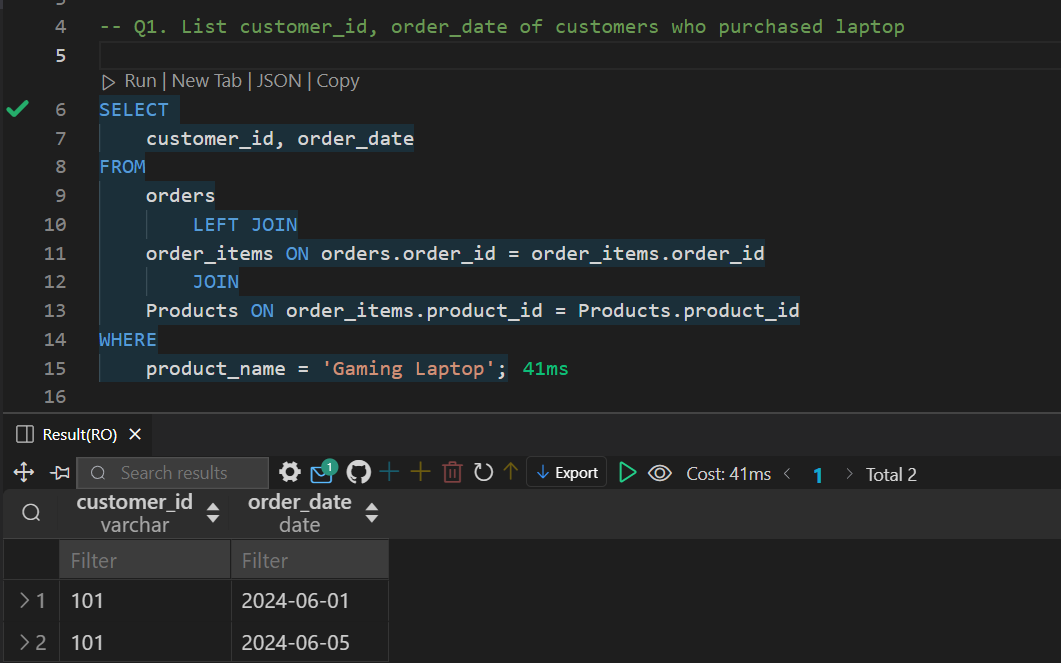 4 -- Q1. List customer_id, order_date of customers who purchased laptop
5
Run | New Tab | JSON | Copy
6 SELECT
7 customer_id, order_date
8 FROM
9 orders
10 LEFT JOIN
11 order_items ON orders.order_id = order_items.order_id
12 JOIN
13 Products ON order_items.product_id = Products.product_id
14 WHERE
15 product_name = 'Gaming Laptop'; 41ms
16
Result(RO)
Search results 1 Export Cost: 41ms < 1 > Total 2
customer_id order_date
varchar date
Filter Filter
> 1 101 2024-06-01
> 2 101 2024-06-05